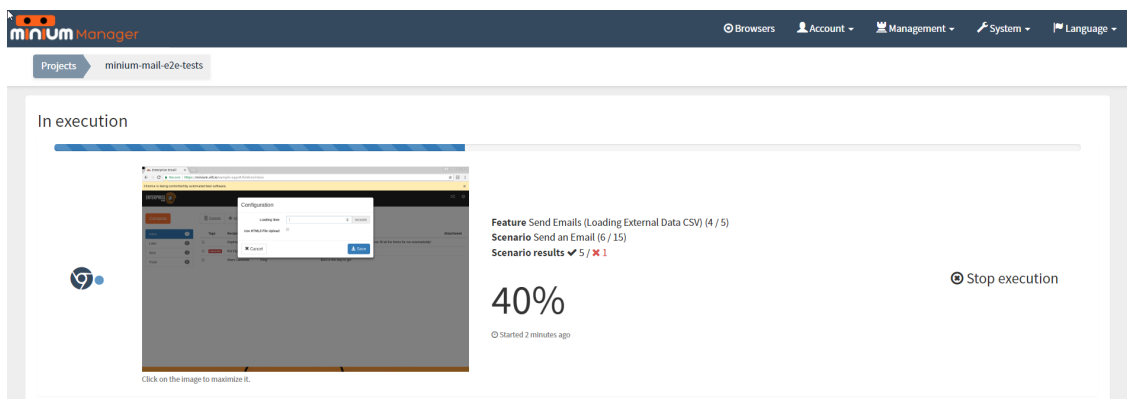 minium Manager
Browsers
Account
Management
System
Language
Projects
minium-mail-e2e-tests
In execution
Configuration
Cancel
Save
Feature Send Emails (Loading External Data CSV) (4 / 5)
Scenario Send an Email (6 / 15)
Scenario results ✔ 5 / ✖ 1
40%
Started 2 minutes ago
Stop execution
Click on the image to maximize it.